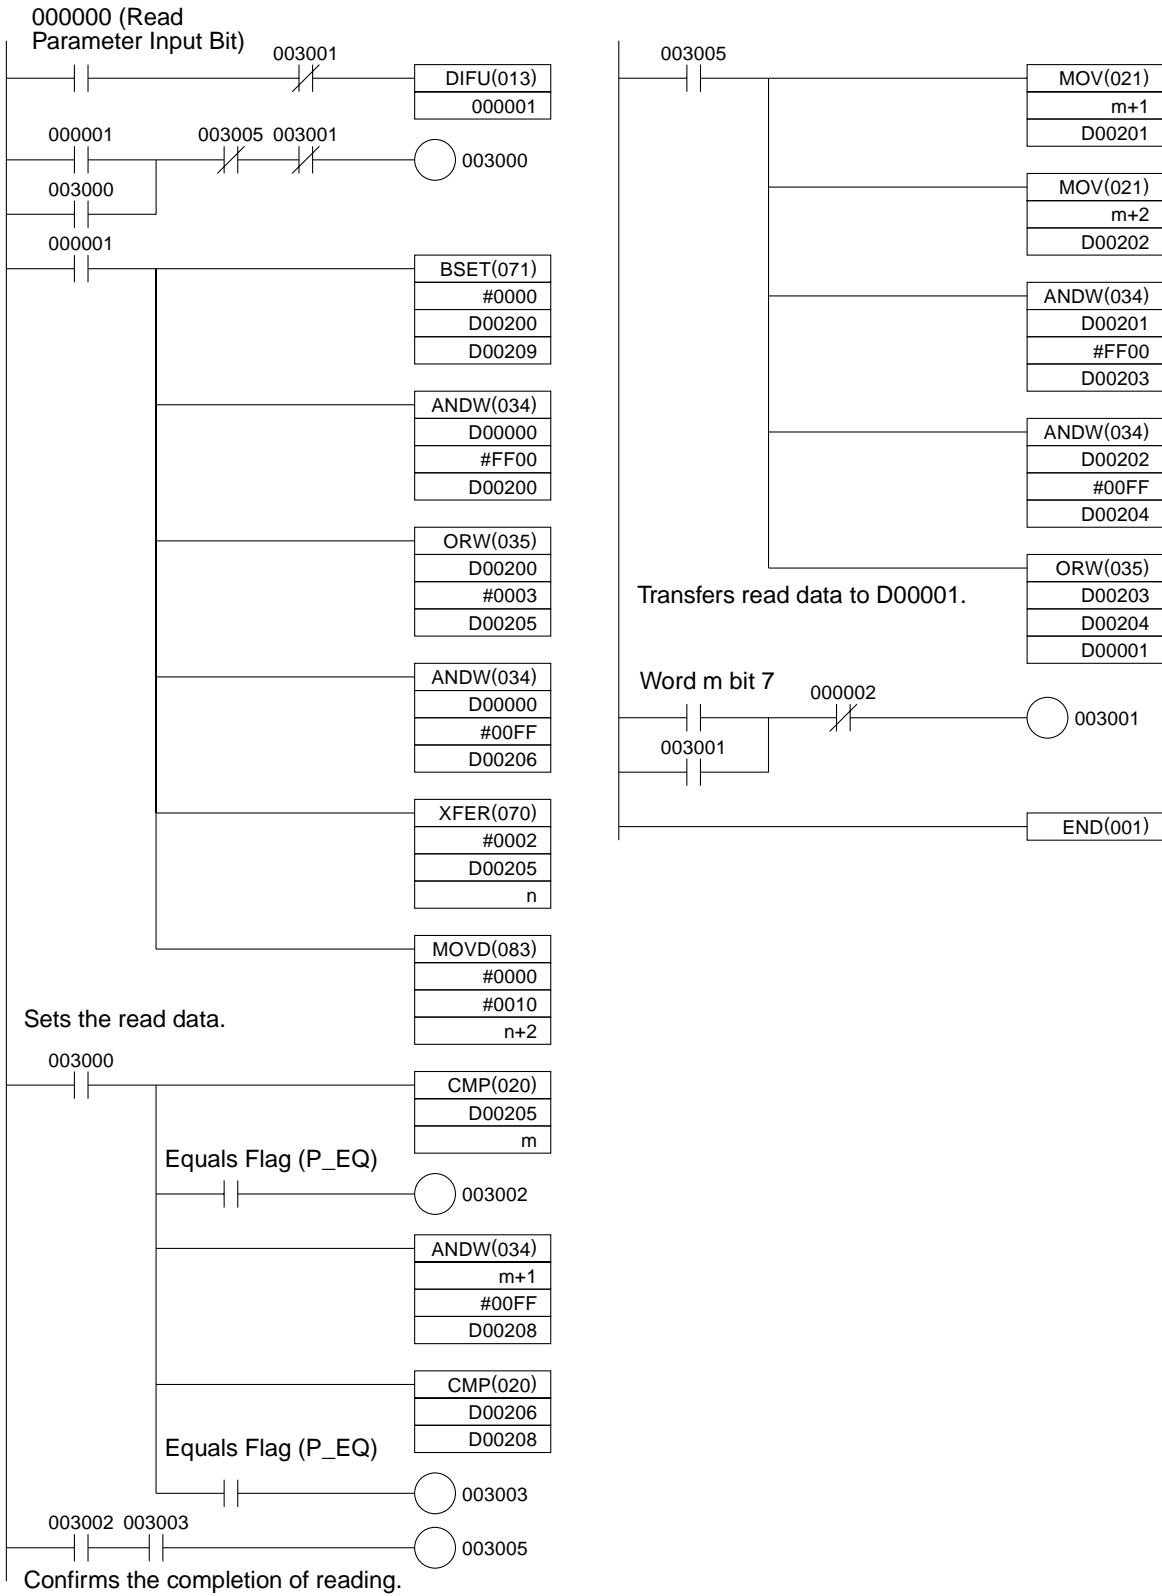 000000 (Read
Parameter Input Bit)
003001
DIFU(013)
000001
000001
003005 003001
003000
003000
000001
BSET(071)
#0000
D00200
D00209
ANDW(034)
D00000
#FF00
D00200
ORW(035)
D00200
#0003
D00205
ANDW(034)
D00000
#00FF
D00206
XFER(070)
#0002
D00205
n
MOVD(083)
#0000
#0010
n+2
Sets the read data.
003000
CMP(020)
D00205
m
Equals Flag (P_EQ)
003002
ANDW(034)
m+1
#00FF
D00208
CMP(020)
D00206
D00208
Equals Flag (P_EQ)
003003
003002 003003
003005
Confirms the completion of reading.
003005
MOV(021)
m+1
D00201
MOV(021)
m+2
D00202
ANDW(034)
D00201
#FF00
D00203
ANDW(034)
D00202
#00FF
D00204
ORW(035)
D00203
D00204
D00001
Transfers read data to D00001.
Word m bit 7
000002
003001
003001
END(001)